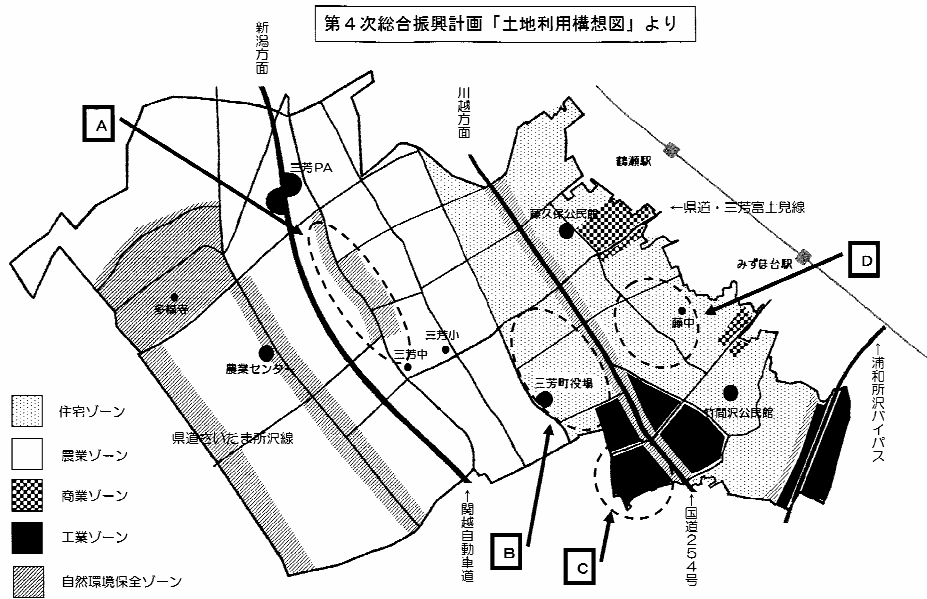 第４次総合振興計画「土地利用構想図」より
新潟方面
川越方面
A
三芳PA
鶴瀬駅
←県道・三芳富士見線
藤久保公民館
みずほ台駅
D
多福寺
藤中
三芳小
三芳中
農業センター
三芳町役場
竹間沢公民館
←浦和所沢バイパス
県道さいたま所沢線
住宅ゾーン
農業ゾーン
商業ゾーン
工業ゾーン
自然環境保全ゾーン
←関越自動車道
B
C
←国道２５４号